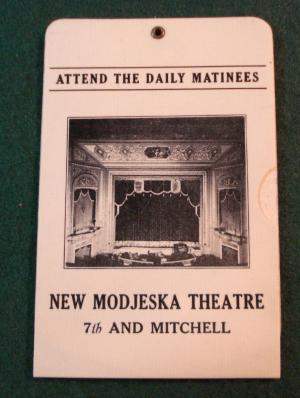 ATTEND THE DAILY MATINEES
NEW MODJESKA THEATRE
7th AND MITCHELL